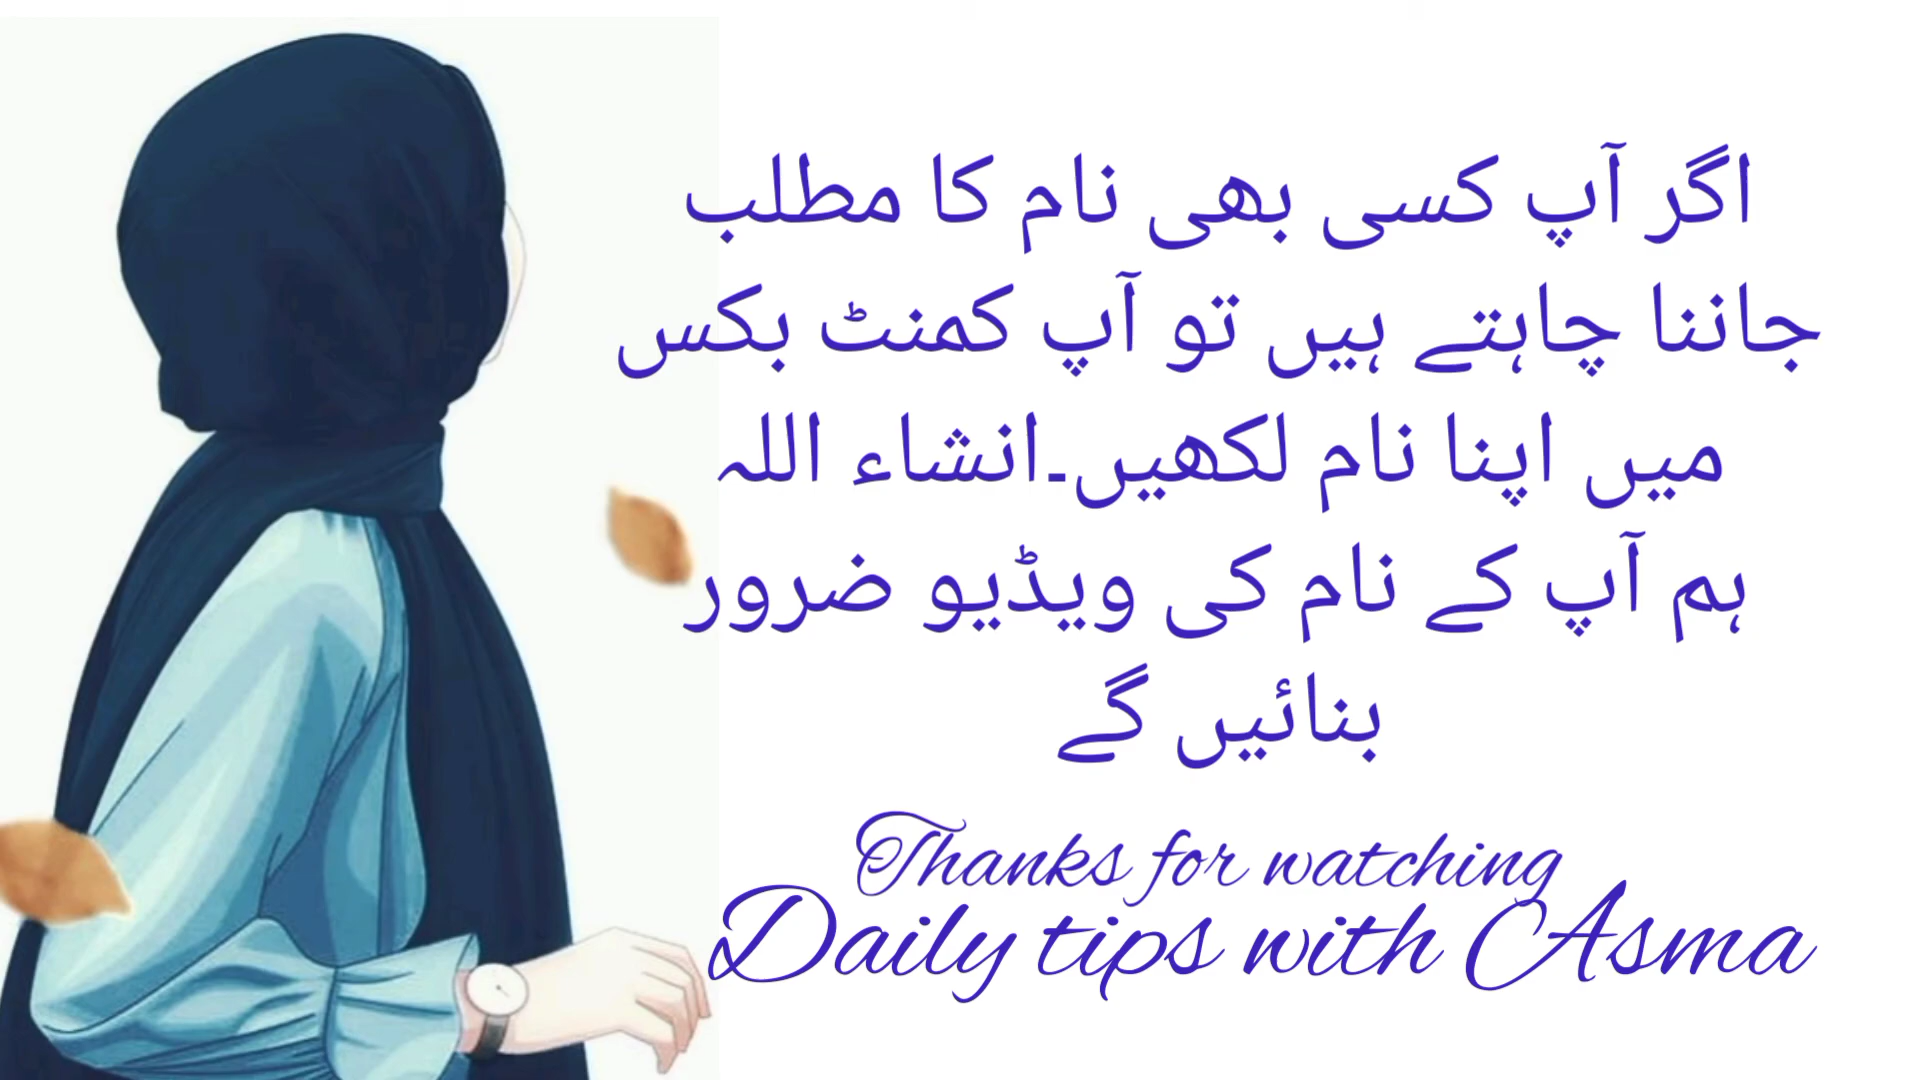 اگر آپ کسی بھی نام کا مطلب
جاننا چاہتے ہیں تو آپ کمنٹ بکس
میں اپنا نام لکھیں۔انشاء اللہ
ہم آپ کے نام کی ویڈیو ضرور
بنائیں گے
Thanks for watching
Daily tips with Asma